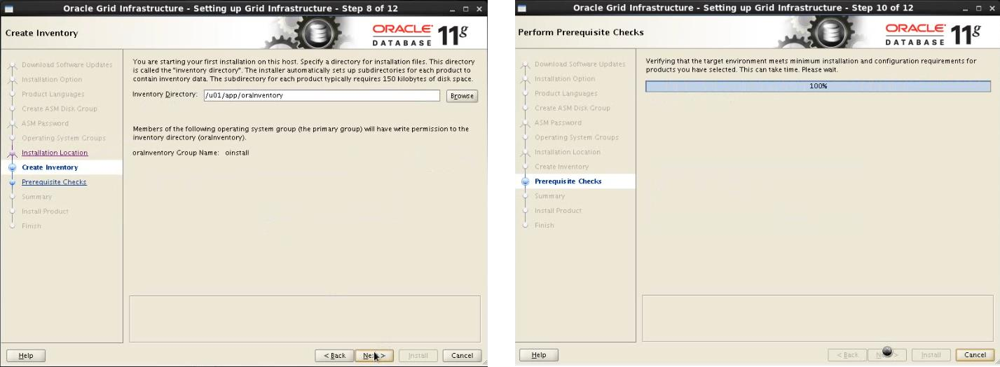 Oracle Grid Infrastructure - Setting up Grid Infrastructure - Step 8 of 12
Create Inventory
ORACLE
DATABASE
11g
Download Software Updates
Installation Option
Product Languages
Create ASM Disk Group
ASM Password
Operating System Groups
Installation Location
Create Inventory
Prerequisite Checks
Summary
Install Product
Finish
You are starting your first installation on this host. Specify a directory for installation files. This directory
is called the "inventory directory". The installer automatically sets up subdirectories for each product to
contain inventory data. The subdirectory for each product typically requires 150 kilobytes of disk space.
Inventory Directory: /u01/app/oraInventory
Browse
Members of the following operating system group (the primary group) will have write permission to the
inventory directory (oraInventory).
oraInventory Group Name: oinstall
Help
< Back
Install
Cancel
Oracle Grid Infrastructure - Setting up Grid Infrastructure - Step 10 of 12
Perform Prerequisite Checks
ORACLE
DATABASE
11g
Download Software Updates
Installation Option
Product Languages
Create ASM Disk Group
ASM Password
Operating System Groups
Installation Location
Create Inventory
Prerequisite Checks
Summary
Install Product
Finish
Verifying that the target environment meets minimum installation and configuration requirements for
products you have selected. This can take time. Please wait.
100%
Help
< Back
Install
Cancel